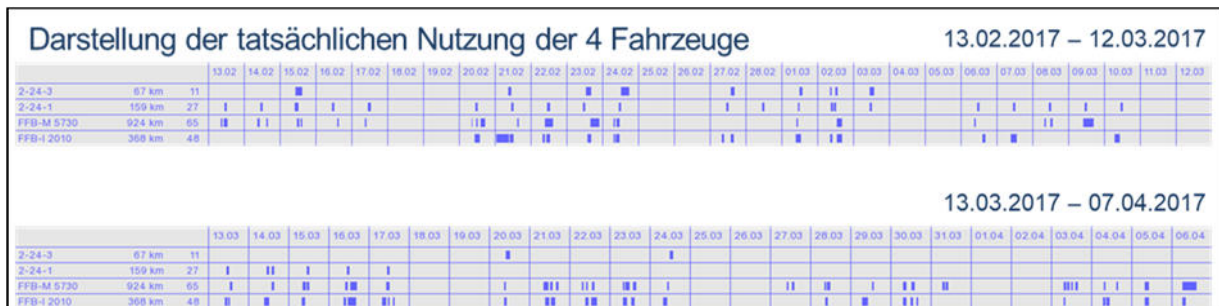 Darstellung der tatsächlichen Nutzung der 4 Fahrzeuge 13.02.2017 – 12.03.2017
13.02 14.02 15.02 16.02 17.02 18.02 19.02 20.02 21.02 22.02 23.02 24.02 25.02 26.02 27.02 28.02 01.03 02.03 03.03 04.03 05.03 06.03 07.03 08.03 09.03 10.03 11.03 12.03
2-24-3 67 km 11
2-24-1 159 km 27
FFB-M 5730 924 km 65
FFB-I 2010 368 km 48
13.03.2017 – 07.04.2017
13.03 14.03 15.03 16.03 17.03 18.03 19.03 20.03 21.03 22.03 23.03 24.03 25.03 26.03 27.03 28.03 29.03 30.03 31.03 01.04 02.04 03.04 04.04 05.04 06.04
2-24-3 67 km 11
2-24-1 159 km 27
FFB-M 5730 924 km 65
FFB-I 2010 368 km 48